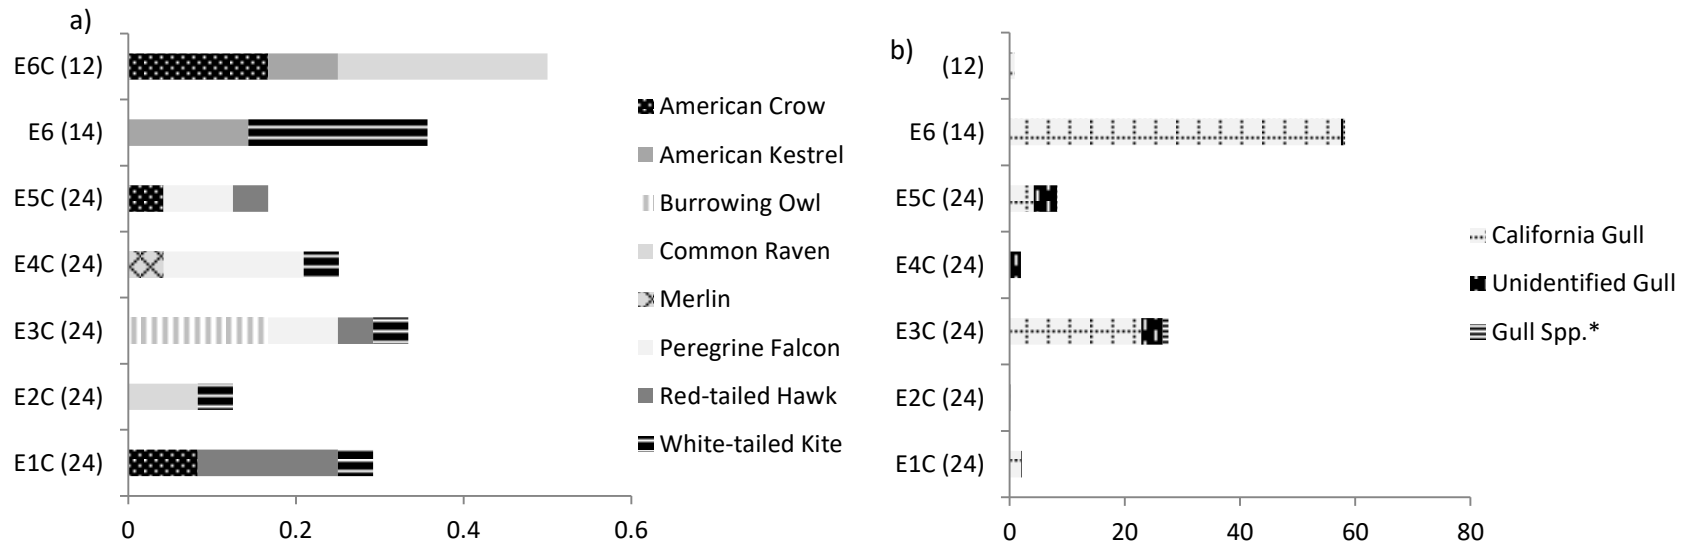 a)
E6C (12)
E6 (14)
E5C (24)
E4C (24)
E3C (24)
E2C (24)
E1C (24)
0 0.2 0.4 0.6
American Crow
American Kestrel
Burrowing Owl
Common Raven
Merlin
Peregrine Falcon
Red-tailed Hawk
White-tailed Kite
b)
(12)
E6 (14)
E5C (24)
E4C (24)
E3C (24)
E2C (24)
E1C (24)
0 20 40 60 80
California Gull
Unidentified Gull
Gull Spp.*